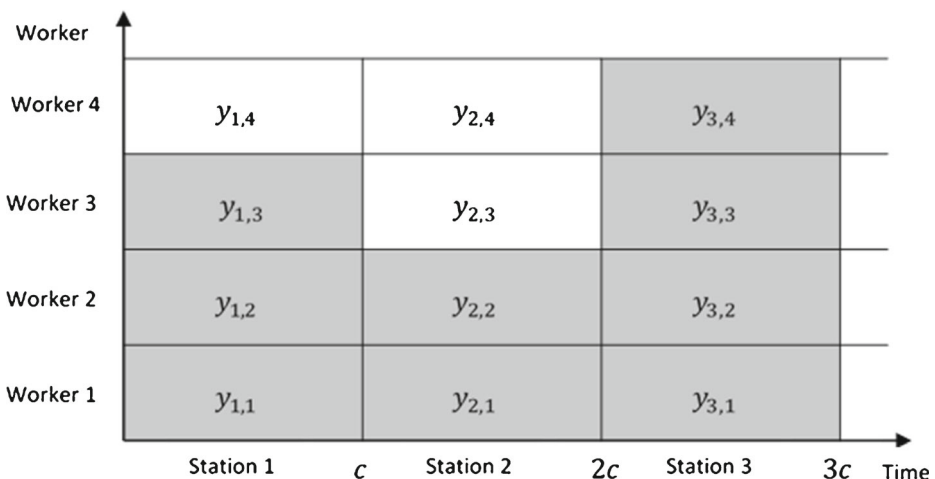 Worker
Worker 4 y1,4 y2,4 y3,4
Worker 3 y1,3 y2,3 y3,3
Worker 2 y1,2 y2,2 y3,2
Worker 1 y1,1 y2,1 y3,1
Station 1 c Station 2 2c Station 3 3c Time